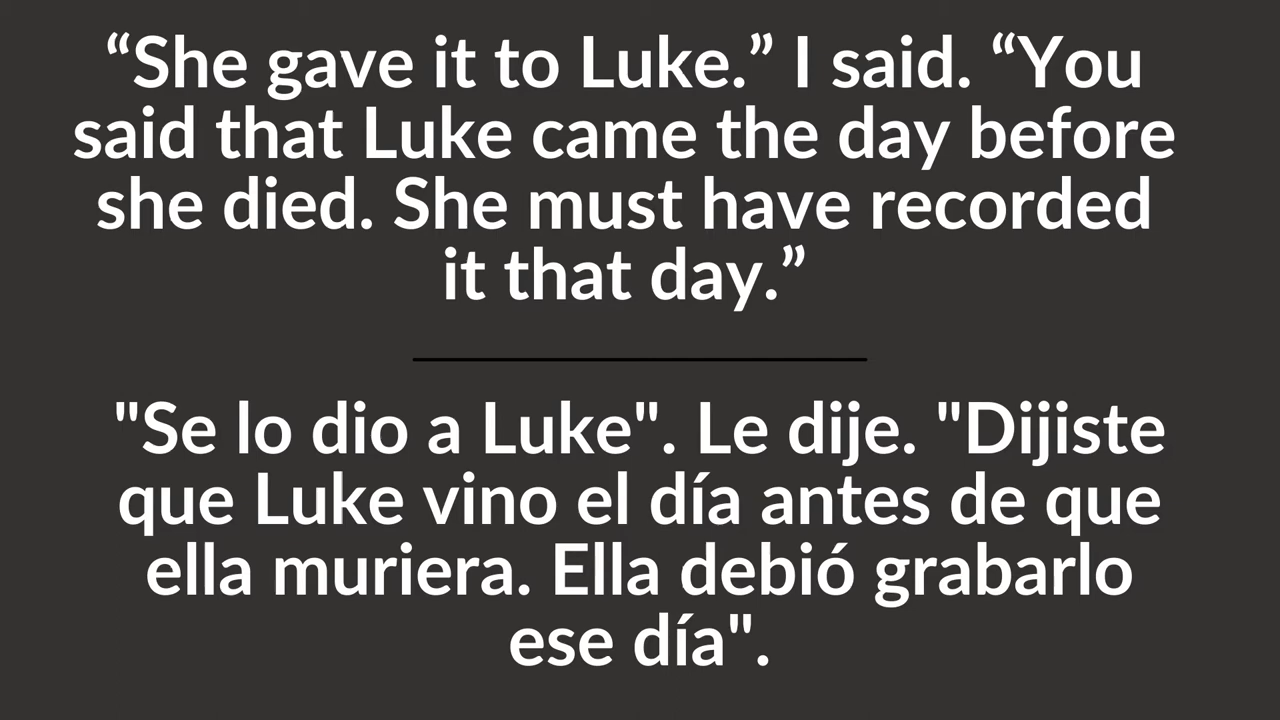 “She gave it to Luke.” I said. “You
said that Luke came the day before
she died. She must have recorded
it that day.”
"Se lo dio a Luke". Le dije. "Dijiste
que Luke vino el día antes de que
ella muriera. Ella debió grabarlo
ese día".